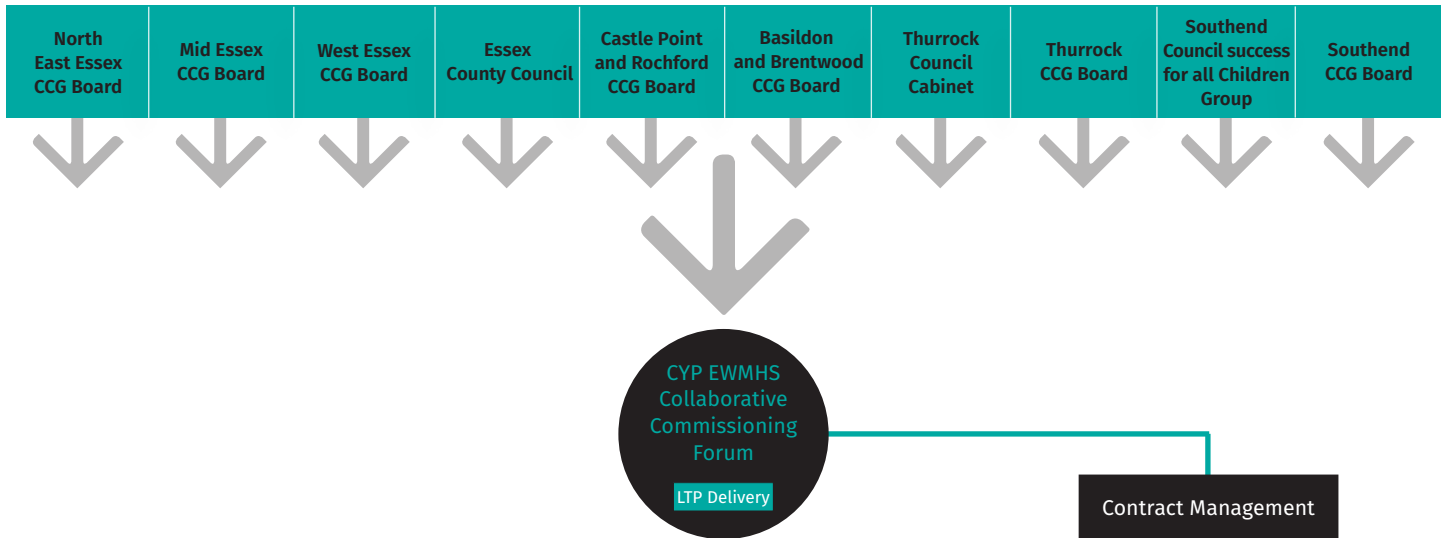 North
East Essex
CCG Board
Mid Essex
CCG Board
West Essex
CCG Board
Essex
County Council
Castle Point
and Rochford
CCG Board
Basildon
and Brentwood
CCG Board
Thurrock
Council
Cabinet
Thurrock
CCG Board
Southend
Council success
for all Children
Group
Southend
CCG Board
CYP EWMHS
Collaborative
Commissioning
Forum
LTP Delivery
Contract Management